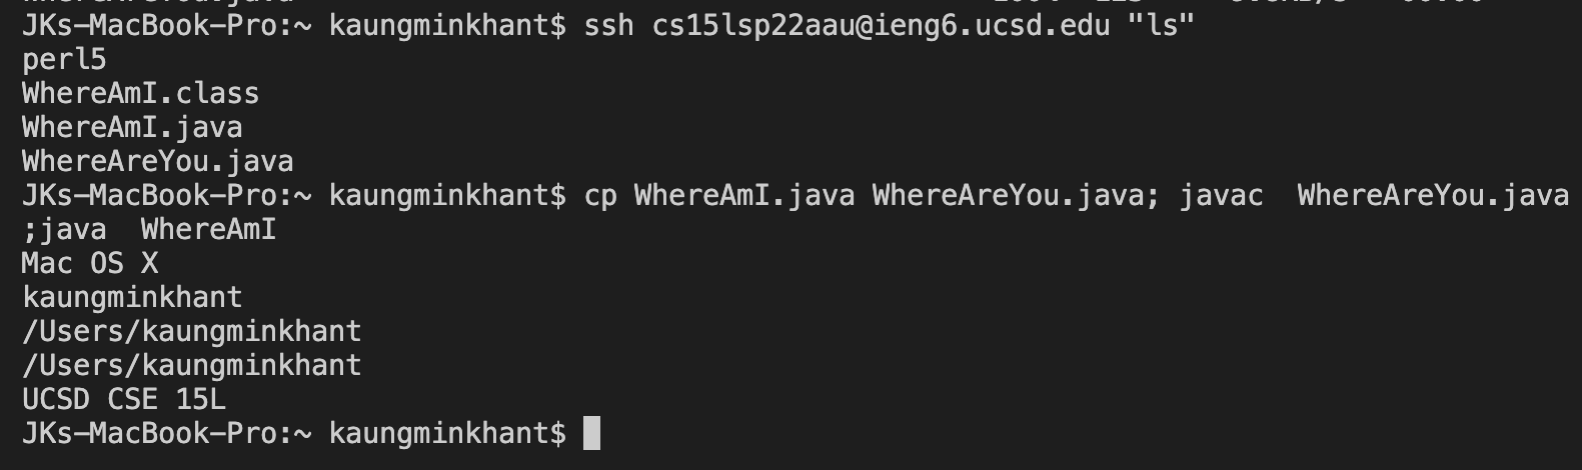 JKs-MacBook-Pro:~ kaungminkhant$ ssh cs15lsp22aau@ieng6.ucsd.edu "ls"
perl5
WhereAmI.class
WhereAmI.java
WhereAreYou.java
JKs-MacBook-Pro:~ kaungminkhant$ cp WhereAmI.java WhereAreYou.java; javac  WhereAreYou.java
;java  WhereAmI
Mac OS X
kaungminkhant
/Users/kaungminkhant
/Users/kaungminkhant
UCSD CSE 15L
JKs-MacBook-Pro:~ kaungminkhant$